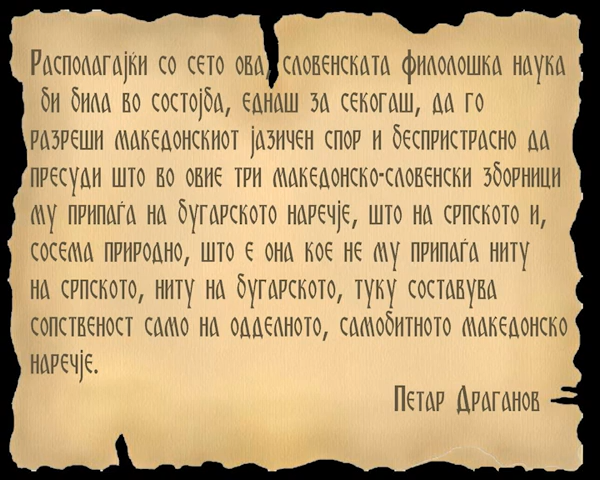 Располагајќи со сето ова, словенската филолошка наука
би била во состојба, еднаш за секогаш, да го
разреши македонскиот јазичен спор и беспристрасно да
пресуди што во овие три македонско-словенски зборници
му припаѓа на бугарското наречје, што на српското и,
сосема природно, што е она кое не му припаѓа ниту
на српското, ниту на бугарското, туку составува
сопственост само на одделното, самобитното македонско
наречје.
Петар Драганов